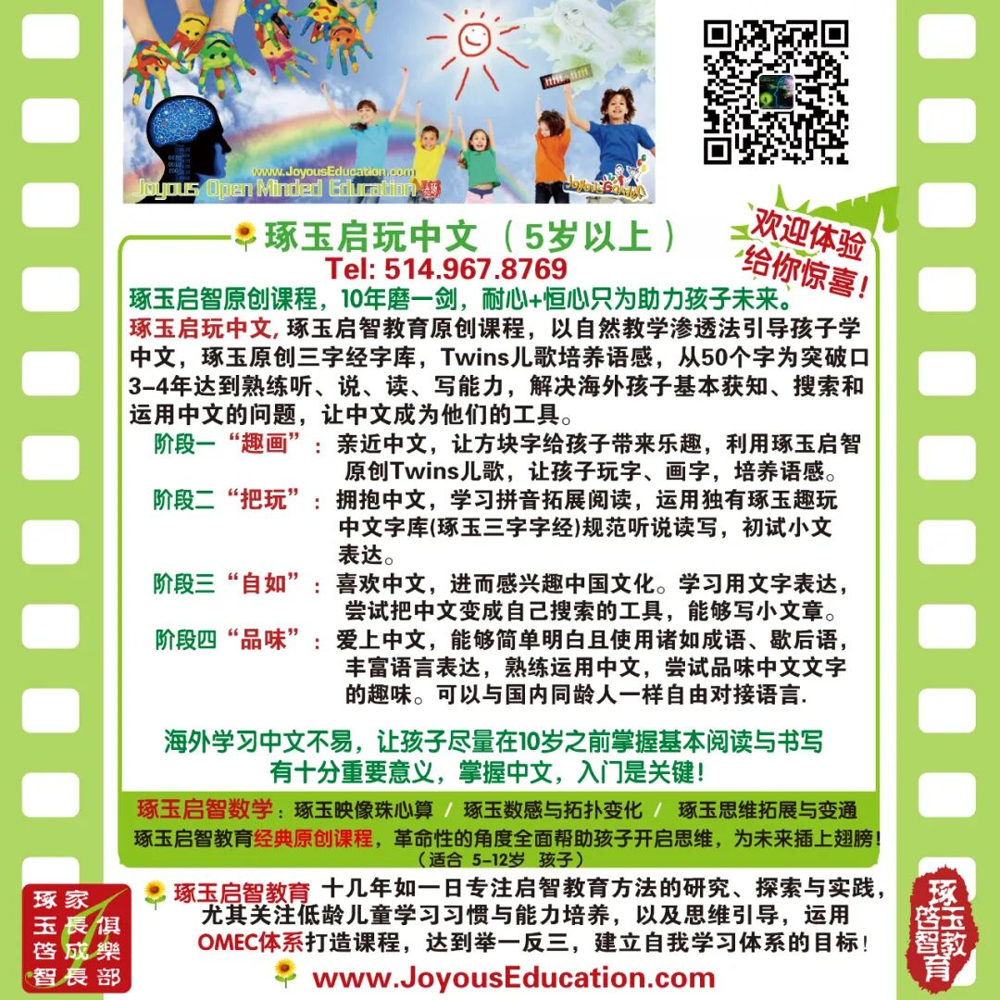 www.JoyousEducation.com
Joyous Open Minded Education
琢玉启玩中文（5岁以上）
欢迎体验
给你惊喜！
Tel: 514.967.8769
琢玉启智原创课程，10年磨一剑，耐心+恒心只为助力孩子未来。
琢玉启玩中文，琢玉启智教育原创课程，以自然教学渗透法引导孩子学
中文，琢玉原创三字经字库，Twins儿歌培养语感，从50个字为突破口
3-4年达到熟练听、说、读、写能力，解决海外孩子基本获知、搜索和
运用中文的问题，让中文成为他们的工具。
阶段一“趣画”：亲近中文，让方块字给孩子带来乐趣，利用琢玉启智
原创Twins儿歌，让孩子玩字、画字，培养语感。
阶段二“把玩”：拥抱中文，学习拼音拓展阅读，运用独有琢玉趣玩
中文字库(琢玉三字字经)规范听说读写，初试小文
表达。
阶段三“自如”：喜欢中文，进而感兴趣中国文化。学习用文字表达，
尝试把中文变成自己搜索的工具，能够写小文章。
阶段四“品味”：爱上中文，能够简单明白且使用诸如成语、歇后语，
丰富语言表达，熟练运用中文，尝试品味中文文字
的趣味。可以与国内同龄人一样自由对接语言.
海外学习中文不易，让孩子尽量在10岁之前掌握基本阅读与书写
有十分重要意义，掌握中文，入门是关键！
琢玉启智数学：琢玉映像珠心算 / 琢玉数感与拓扑变化 / 琢玉思维拓展与变通
琢玉启智教育经典原创课程，革命性的角度全面帮助孩子开启思维，为未来插上翅膀！
（适合 5-12岁 孩子）
琢玉启智教育 十几年如一日专注启智教育方法的研究、探索与实践，
尤其关注低龄儿童学习习惯与能力培养，以及思维引导，运用
OMEC体系打造课程，达到举一反三，建立自我学习体系的目标！
www.JoyousEducation.com
琢玉啓智
家長成長
俱樂部
琢玉教育
啓智